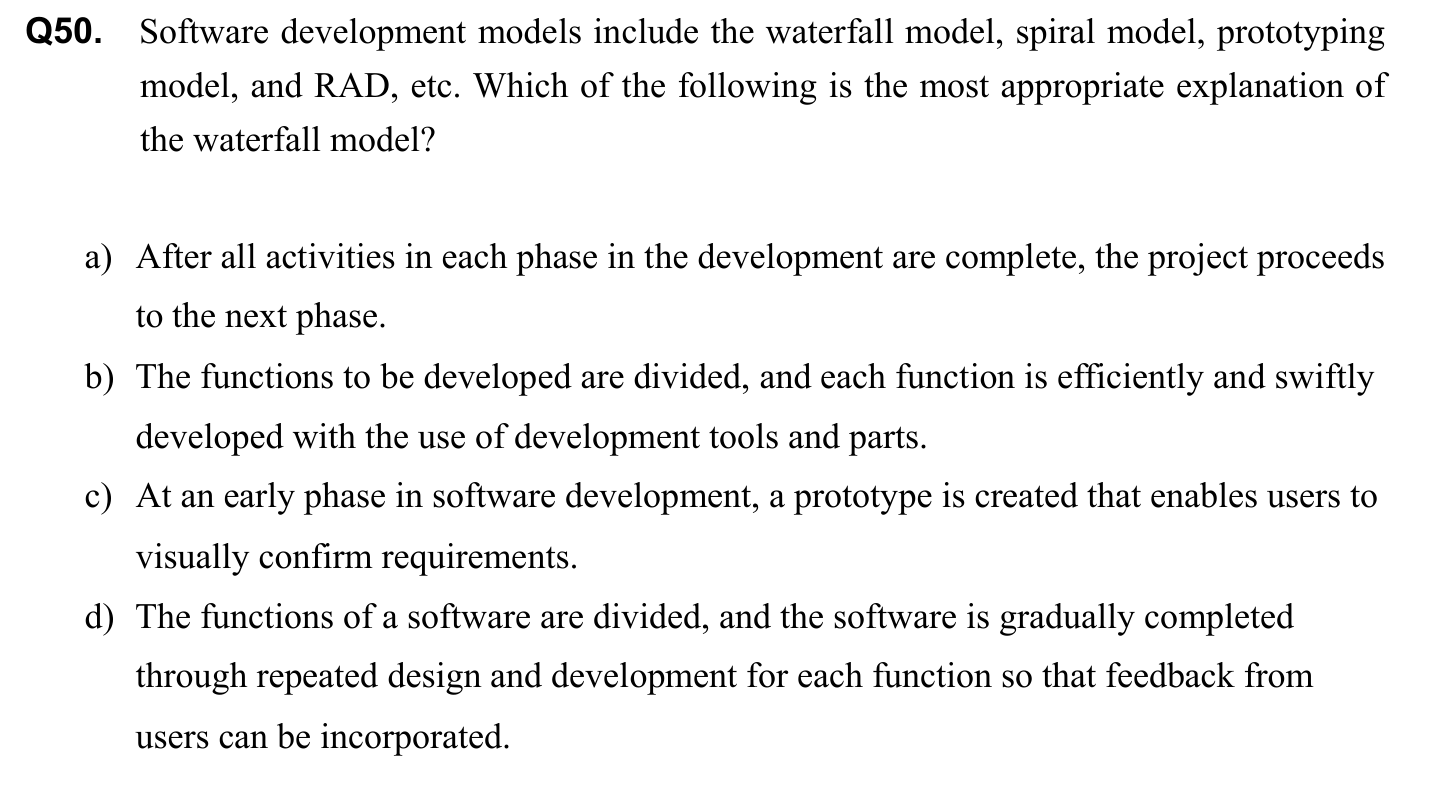 Q50. Software development models include the waterfall model, spiral model, prototyping
model, and RAD, etc. Which of the following is the most appropriate explanation of
the waterfall model?
a) After all activities in each phase in the development are complete, the project proceeds
to the next phase.
b) The functions to be developed are divided, and each function is efficiently and swiftly
developed with the use of development tools and parts.
c) At an early phase in software development, a prototype is created that enables users to
visually confirm requirements.
d) The functions of a software are divided, and the software is gradually completed
through repeated design and development for each function so that feedback from
users can be incorporated.